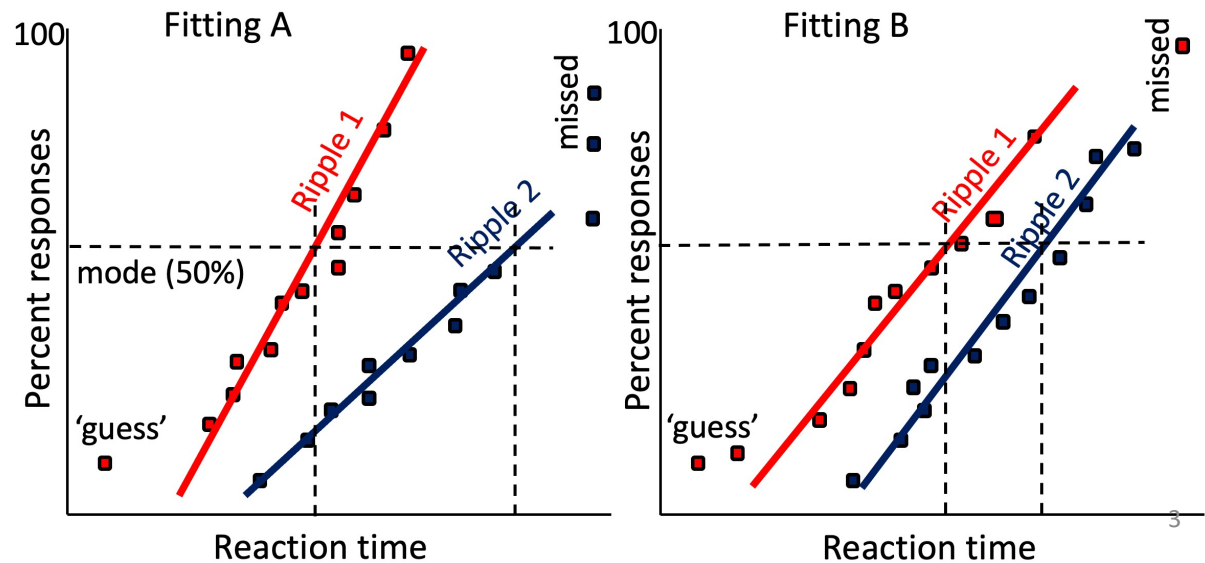 Fitting A
100
Percent responses
Ripple 1
Ripple 2
missed
mode (50%)
‘guess’
Reaction time
Fitting B
100
Percent responses
Ripple 1
Ripple 2
missed
‘guess’
Reaction time
3